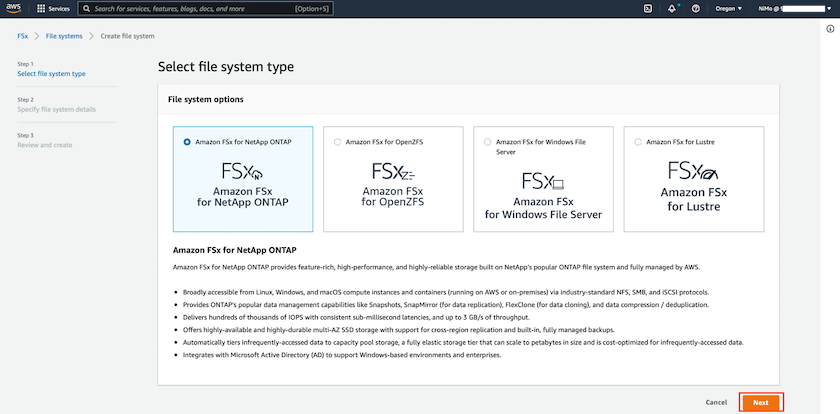 aws
Services
Search for services, features, blogs, docs, and more
[Option+S]
Oregon
NiMo @
FSx
File systems
Create file system
Step 1
Select file system type
Step 2
Specify file system details
Step 3
Review and create
Select file system type
File system options
Amazon FSx for NetApp ONTAP
FSx
Amazon FSx
for NetApp ONTAP
Amazon FSx for OpenZFS
FSx
Amazon FSx
for OpenZFS
Amazon FSx for Windows File
Server
FSx
Amazon FSx
for Windows File Server
Amazon FSx for Lustre
FSx
Amazon FSx
for Lustre
Amazon FSx for NetApp ONTAP
Amazon FSx for NetApp ONTAP provides feature-rich, high-performance, and highly-reliable storage built on NetApp's popular ONTAP file system and fully managed by AWS.
• Broadly accessible from Linux, Windows, and macOS compute instances and containers (running on AWS or on-premises) via industry-standard NFS, SMB, and iSCSI protocols.
• Provides ONTAP's popular data management capabilities like Snapshots, SnapMirror (for data replication), FlexClone (for data cloning), and data compression / deduplication.
• Delivers hundreds of thousands of IOPS with consistent sub-millisecond latencies, and up to 3 GB/s of throughput.
• Offers highly-available and highly-durable multi-AZ SSD storage with support for cross-region replication and built-in, fully managed backups.
• Automatically tiers infrequently-accessed data to capacity pool storage, a fully elastic storage tier that can scale to petabytes in size and is cost-optimized for infrequently-accessed data.
• Integrates with Microsoft Active Directory (AD) to support Windows-based environments and enterprises.
Cancel
Next